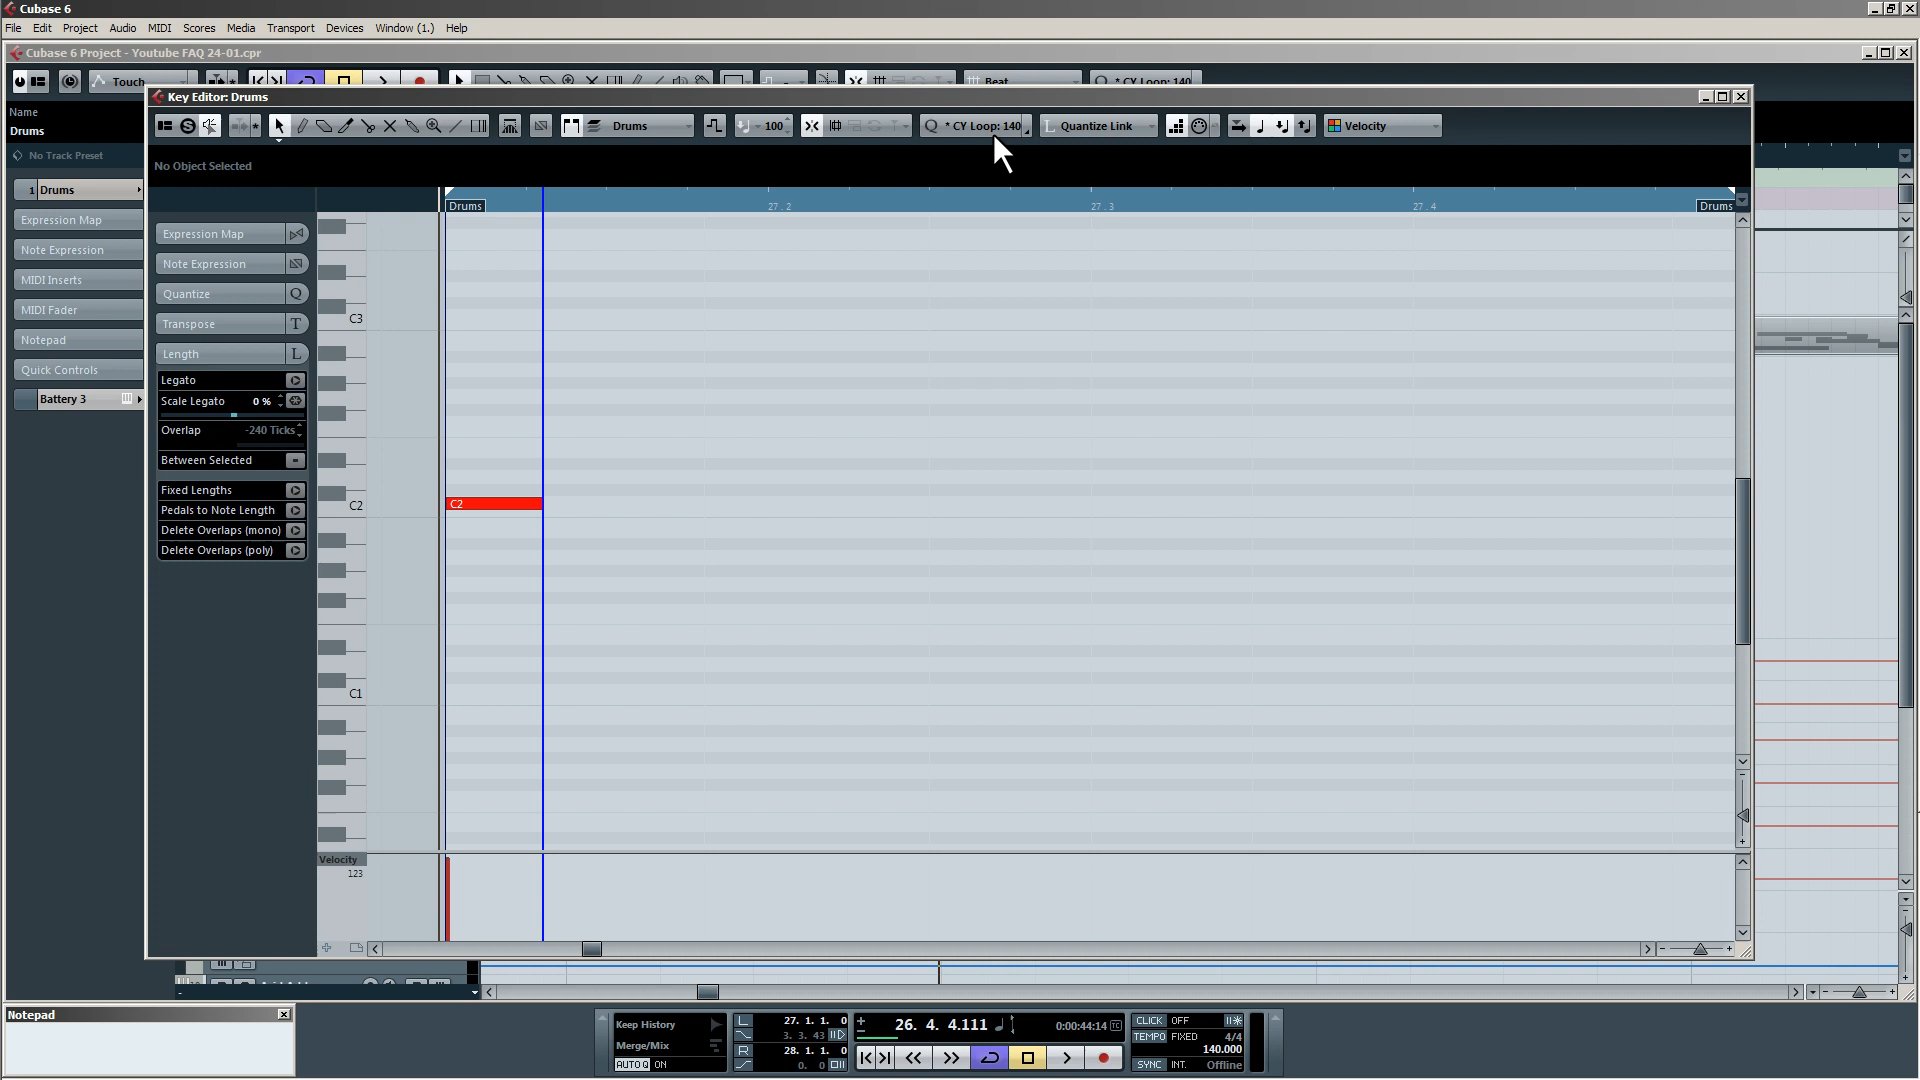 Cubase 6
File Edit Project Audio MIDI Scores Media Transport Devices Window (1.) Help
Cubase 6 Project - Youtube FAQ 24-01.cpr
Touch
Beat
* CY Loop: 140
Key Editor: Drums
Drums
100
Q * CY Loop: 140
L Quantize Link
Velocity
Name
Drums
No Object Selected
No Track Preset
1 Drums
Expression Map
Note Expression
MIDI Inserts
MIDI Fader
Notepad
Quick Controls
Battery 3
Expression Map
Note Expression
Quantize Q
Transpose T
Length L
Legato
Scale Legato 0 %
Overlap -240 Ticks
Between Selected
Fixed Lengths
Pedals to Note Length
Delete Overlaps (mono)
Delete Overlaps (poly)
Drums 27.2 27.3 27.4 Drums
C3
C2 C2
C1
Velocity
123
Notepad
Keep History
Merge/Mix
AUTO Q ON
L 27. 1. 1. 0
3. 3. 43
R 28. 1. 1. 0
0. 0
26. 4. 4.111
0:00:44:14
CLICK OFF
TEMPO FIXED 4/4
140.000
SYNC INT. Offline